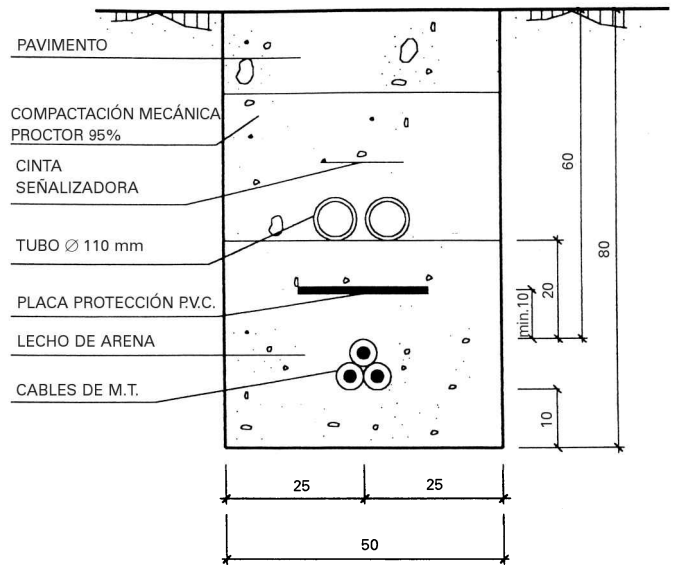 PAVIMENTO
COMPACTACIÓN MECÁNICA
PROCTOR 95%
CINTA
SEÑALIZADORA
TUBO ∅ 110 mm
PLACA PROTECCIÓN P.V.C.
LECHO DE ARENA
CABLES DE M.T.
60
80
20
min.10
10
25
25
50